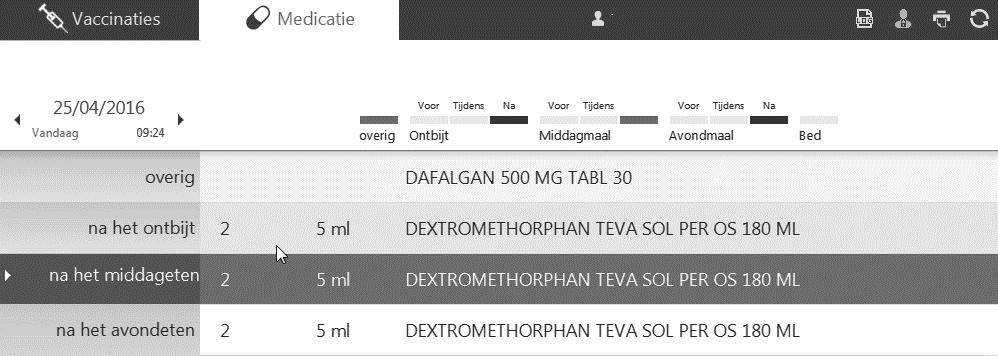 Vaccinaties Medicatie LOG
25/04/2016
Vandaag 09:24
Voor Tijdens Na Voor Tijdens Voor Tijdens Na
overig Ontbijt Middagmaal Avondmaal Bed
overig DAFALGAN 500 MG TABL 30
na het ontbijt 2 5 ml DEXTROMETHORPHAN TEVA SOL PER OS 180 ML
na het middageten 2 5 ml DEXTROMETHORPHAN TEVA SOL PER OS 180 ML
na het avondeten 2 5 ml DEXTROMETHORPHAN TEVA SOL PER OS 180 ML